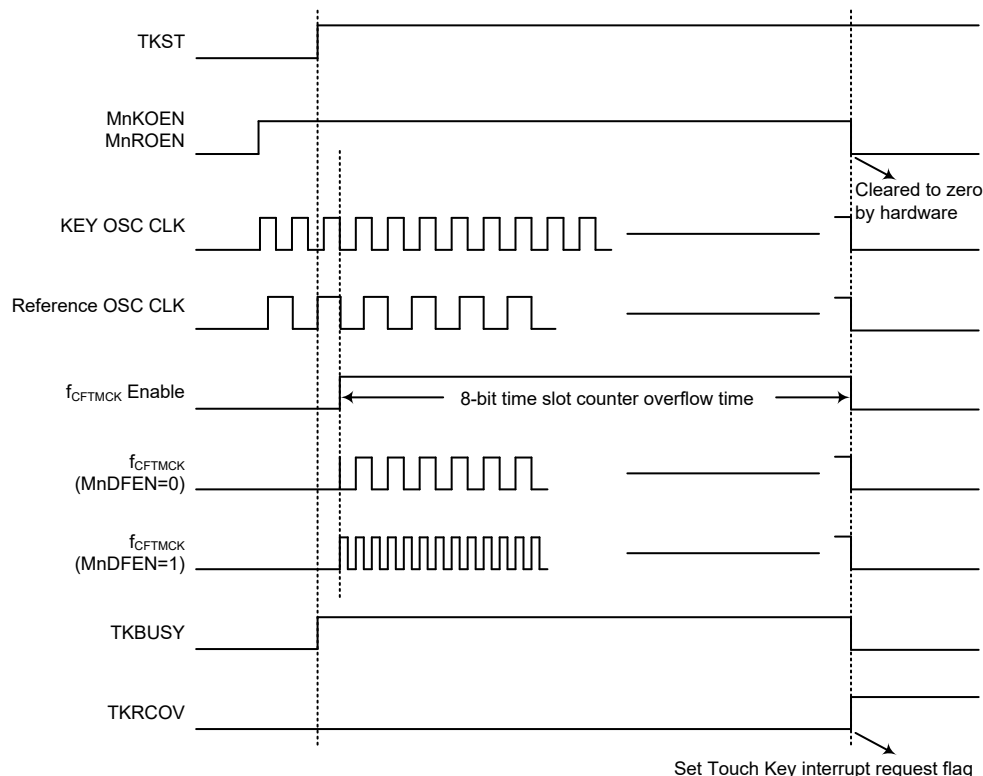 TKST
MnKOEN
MnROEN
Cleared to zero
by hardware
KEY OSC CLK
Reference OSC CLK
fCFTMCK Enable
8-bit time slot counter overflow time
fCFTMCK
(MnDFEN=0)
fCFTMCK
(MnDFEN=1)
TKBUSY
TKRCOV
Set Touch Key interrupt request flag